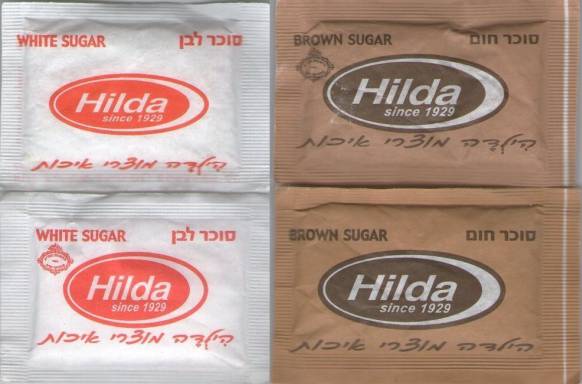 WHITE SUGAR סוכר לבן
Hilda
since 1929
הילדה מוצרי איכות
BROWN SUGAR סוכר חום
Hilda
since 1929
הילדה מוצרי איכות
WHITE SUGAR סוכר לבן
Hilda
since 1929
הילדה מוצרי איכות
BROWN SUGAR סוכר חום
Hilda
since 1929
הילדה מוצרי איכות